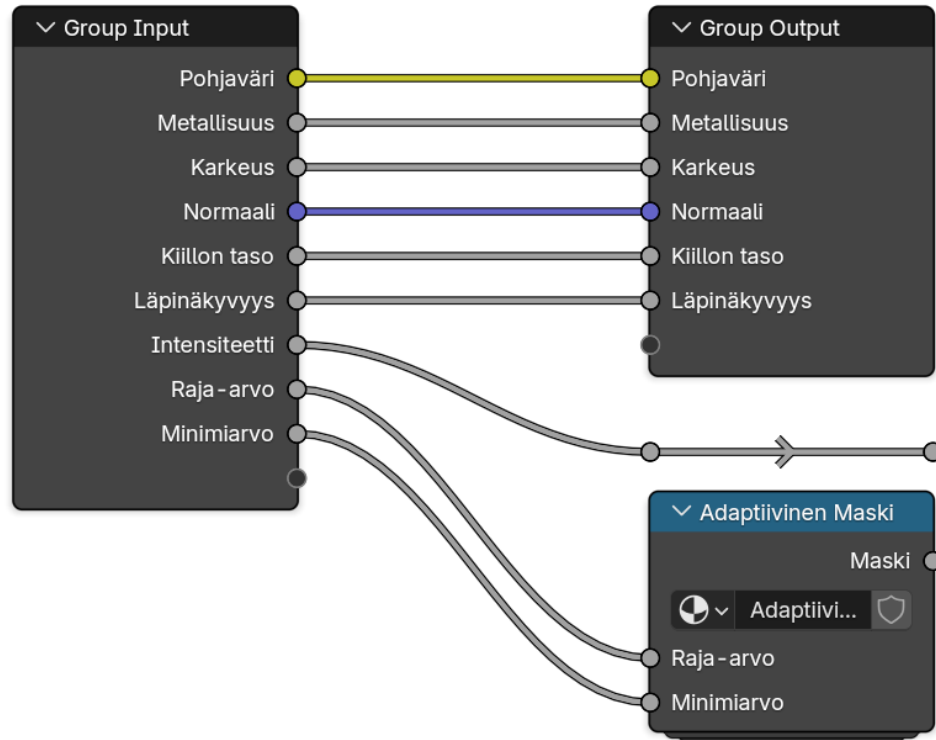 Group Input
Pohjaväri
Metallisuus
Karkeus
Normaali
Kiillon taso
Läpinäkyvyys
Intensiteetti
Raja-arvo
Minimiarvo
Group Output
Pohjaväri
Metallisuus
Karkeus
Normaali
Kiillon taso
Läpinäkyvyys
Adaptiivinen Maski
Maski
Adaptiivi...
Raja-arvo
Minimiarvo